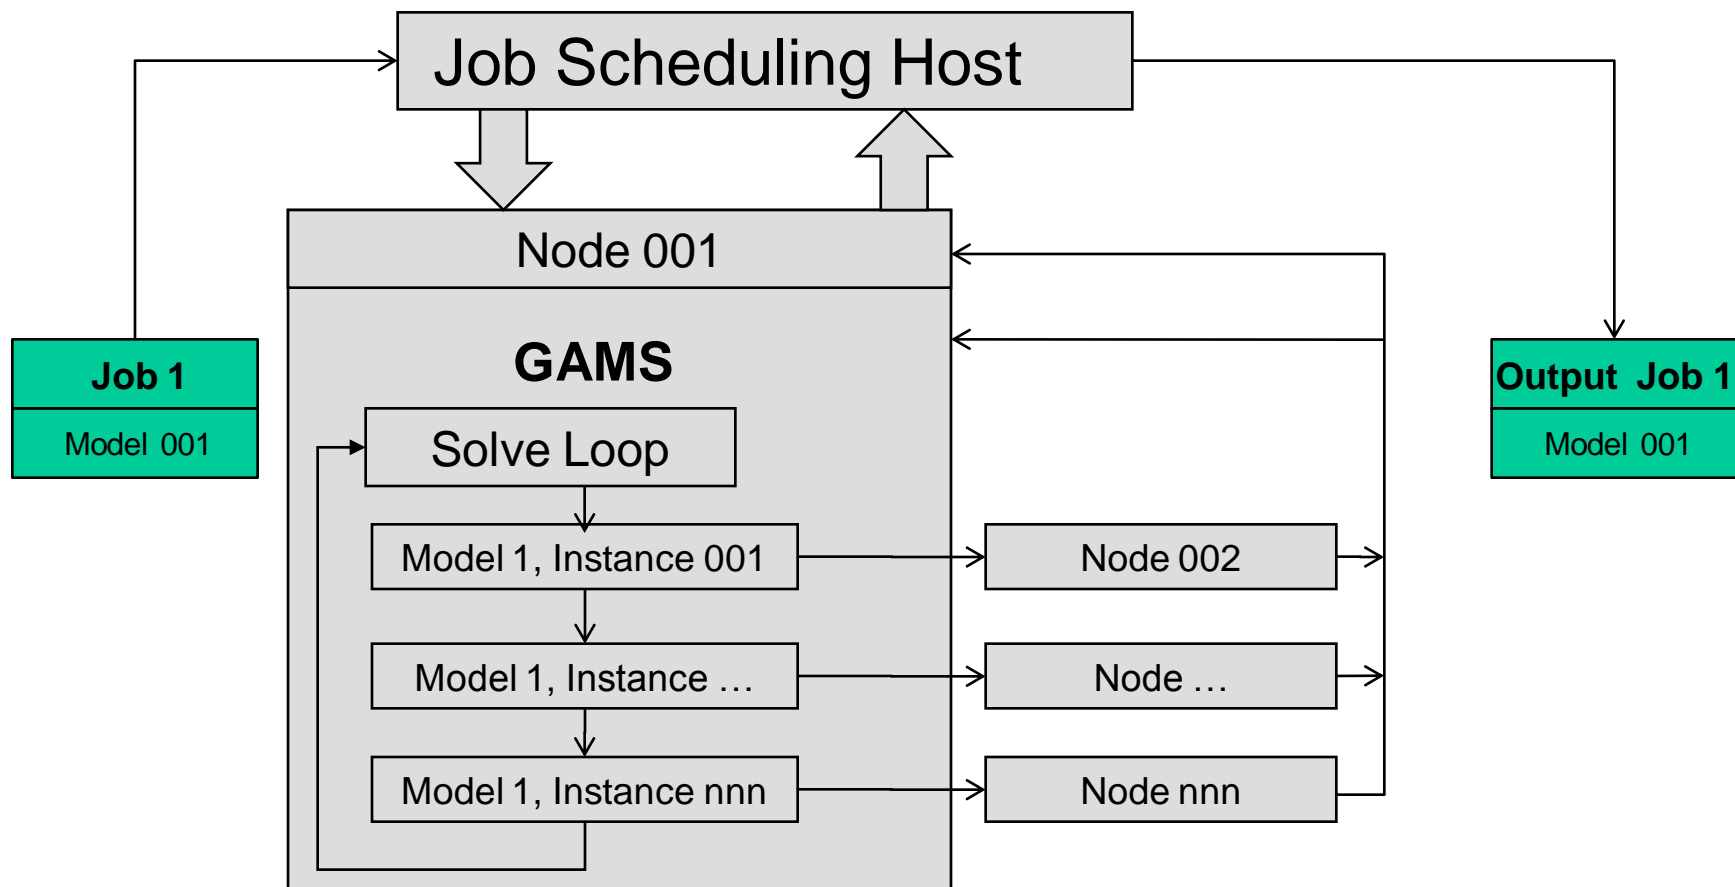 Job Scheduling Host
Node 001
GAMS
Job 1
Model 001
Output Job 1
Model 001
Solve Loop
Model 1, Instance 001
Node 002
Model 1, Instance …
Node …
Model 1, Instance nnn
Node nnn